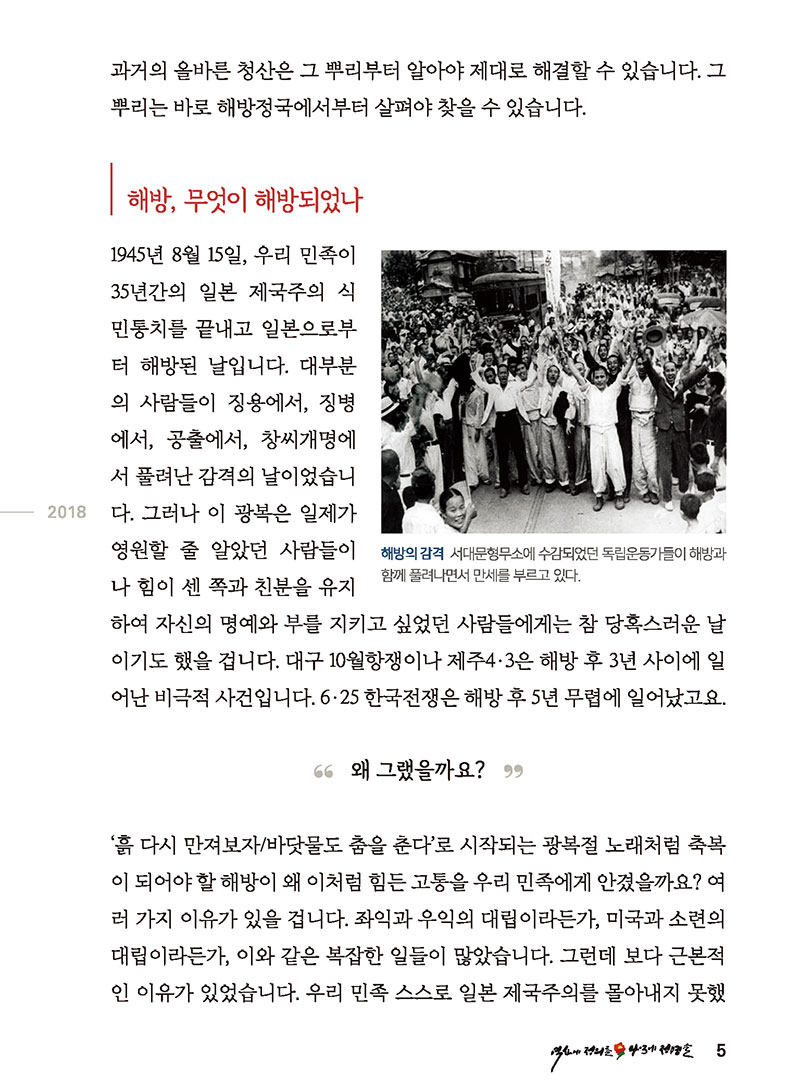 과거의 올바른 청산은 그 뿌리부터 알아야 제대로 해결할 수 있습니다. 그
뿌리는 바로 해방정국에서부터 살펴야 찾을 수 있습니다.
해방, 무엇이 해방되었나
1945년 8월 15일, 우리 민족이
35년간의 일본 제국주의 식
민통치를 끝내고 일본으로부
터 해방된 날입니다. 대부분
의 사람들이 징용에서, 징병
에서, 공출에서, 창씨개명에
서 풀려난 감격의 날이었습니
다. 그러나 이 광복은 일제가
영원할 줄 알았던 사람들이
나 힘이 센 쪽과 친분을 유지
하여 자신의 명예와 부를 지키고 싶었던 사람들에게는 참 당혹스러운 날
이기도 했을 겁니다. 대구 10월항쟁이나 제주4·3은 해방 후 3년 사이에 일
어난 비극적 사건입니다. 6·25 한국전쟁은 해방 후 5년 무렵에 일어났고요.
해방의 감격 서대문형무소에 수감되었던 독립운동가들이 해방과
함께 풀려나면서 만세를 부르고 있다.
2018
“ 왜 그랬을까요? ”
‘흙 다시 만져보자/바닷물도 춤을 춘다’로 시작되는 광복절 노래처럼 축복
이 되어야 할 해방이 왜 이처럼 힘든 고통을 우리 민족에게 안겼을까요? 여
러 가지 이유가 있을 겁니다. 좌익과 우익의 대립이라든가, 미국과 소련의
대립이라든가, 이와 같은 복잡한 일들이 많았습니다. 그런데 보다 근본적
인 이유가 있었습니다. 우리 민족 스스로 일본 제국주의를 몰아내지 못했
역사에 정의를 마을에 평화를 5